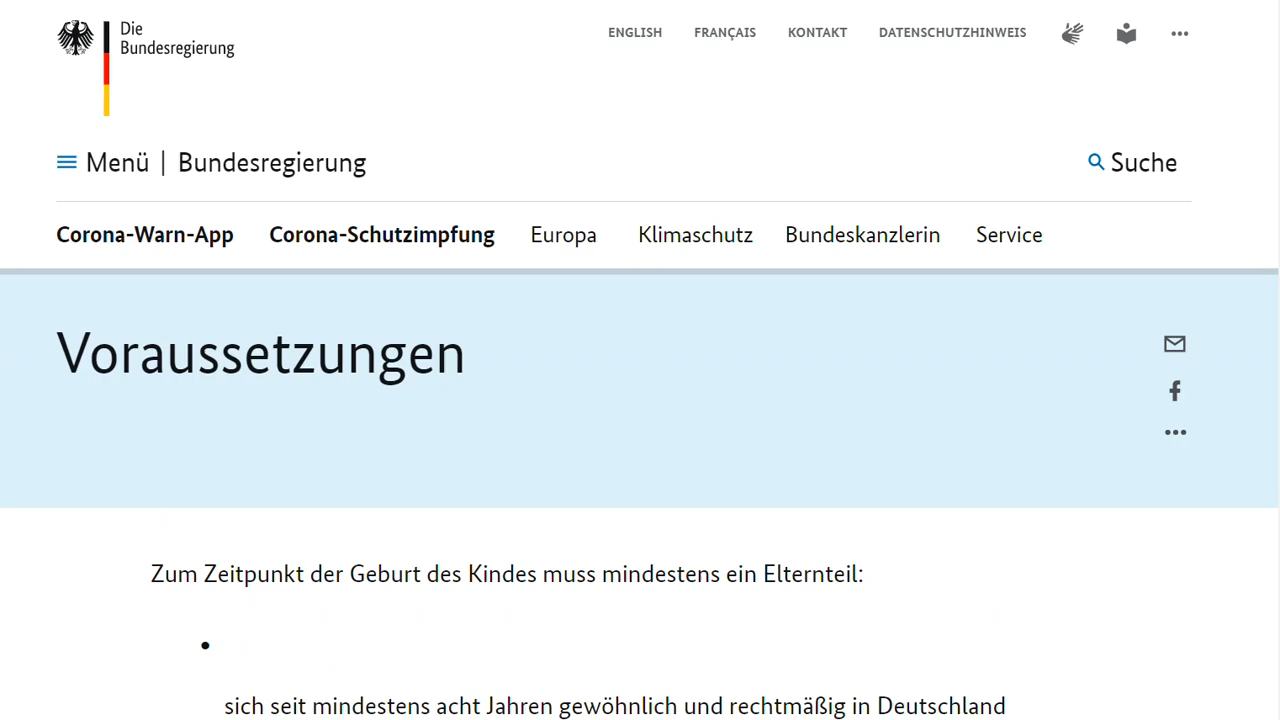 Die
Bundesregierung
ENGLISH FRANÇAIS KONTAKT DATENSCHUTZHINWEIS
Menü | Bundesregierung Suche
Corona-Warn-App Corona-Schutzimpfung Europa Klimaschutz Bundeskanzlerin Service
Voraussetzungen
Zum Zeitpunkt der Geburt des Kindes muss mindestens ein Elternteil:
•
sich seit mindestens acht Jahren gewöhnlich und rechtmäßig in Deutschland